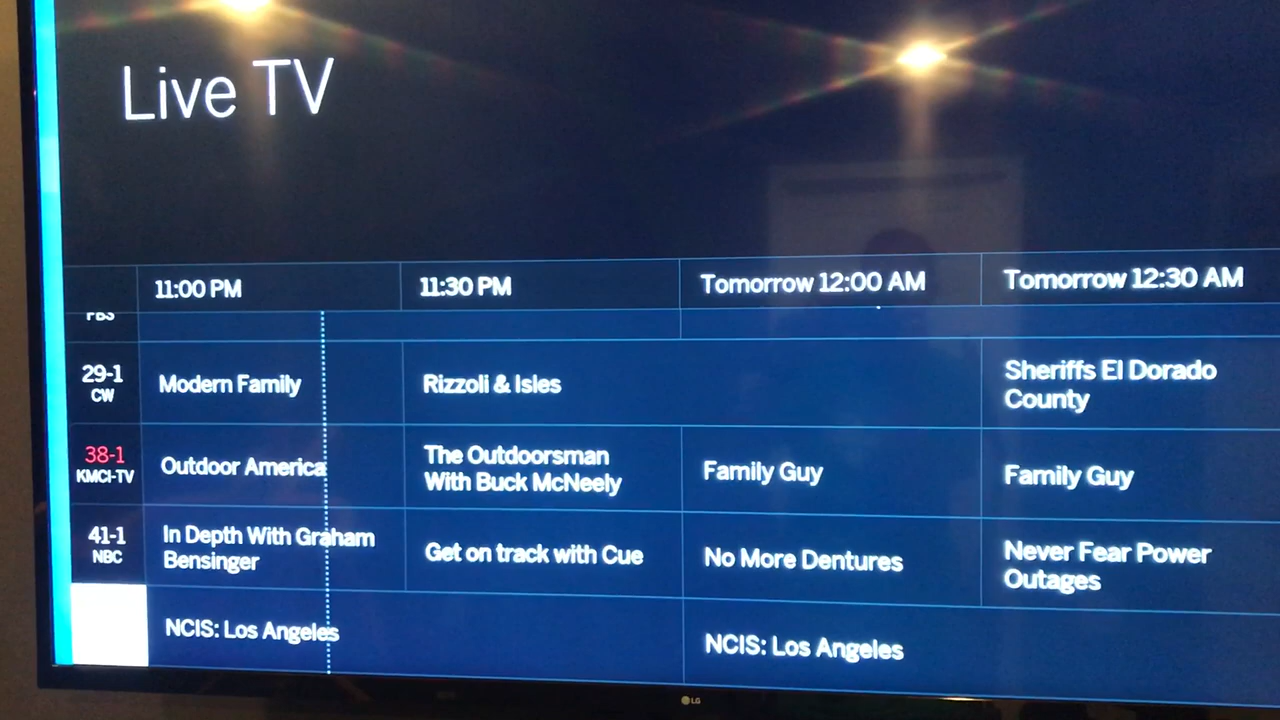 Live TV
11:00 PM
11:30 PM
Tomorrow 12:00 AM
Tomorrow 12:30 AM
PBS
29-1
CW
Modern Family
Rizzoli & Isles
Sheriffs El Dorado
County
38-1
KMCI-TV
Outdoor America
The Outdoorsman
With Buck McNeely
Family Guy
Family Guy
41-1
NBC
In Depth With Graham
Bensinger
Get on track with Cue
No More Dentures
Never Fear Power
Outages
NCIS: Los Angeles
NCIS: Los Angeles
LG